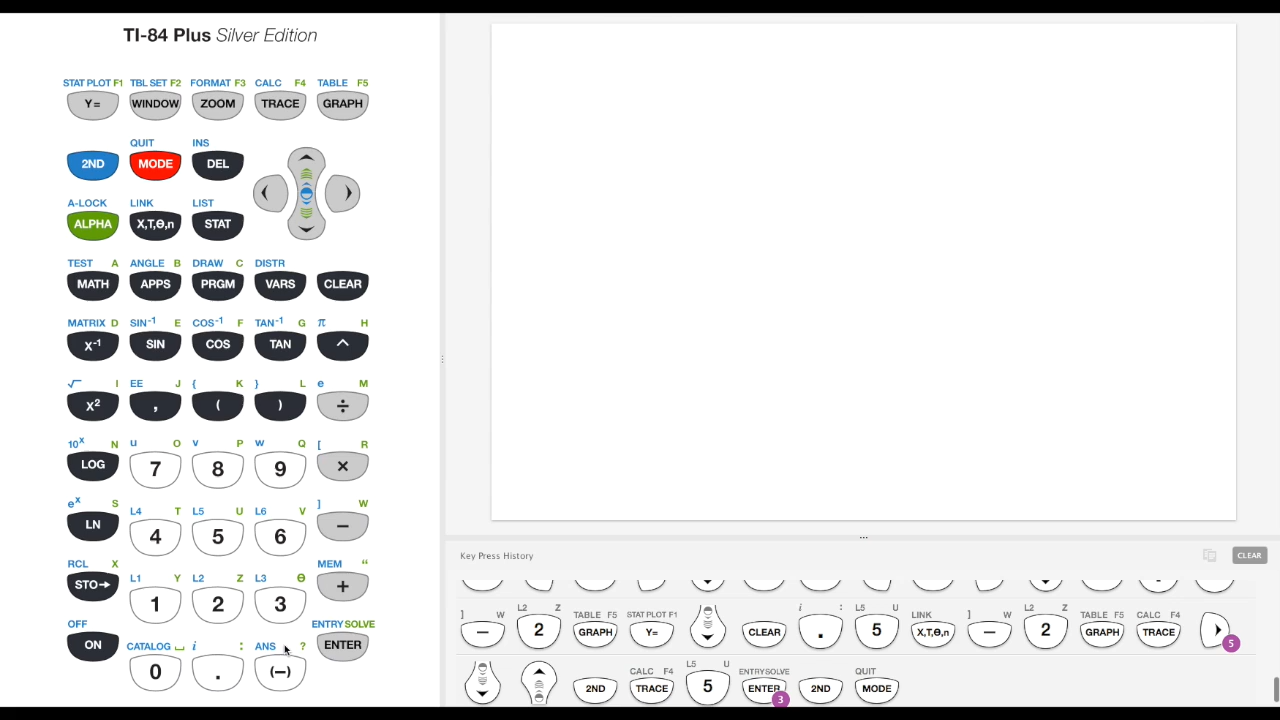 TI-84 Plus Silver Edition
STAT PLOT F1 TBL SET F2 FORMAT F3 CALC F4 TABLE F5
Y= WINDOW ZOOM TRACE GRAPH
QUIT INS
2ND MODE DEL
A-LOCK LINK LIST
ALPHA X,T,Θ,n STAT
TEST A ANGLE B DRAW C DISTR
MATH APPS PRGM VARS CLEAR
MATRIX D SIN⁻¹ E COS⁻¹ F TAN⁻¹ G π H
X⁻¹ SIN COS TAN ^
√ I EE J { K } L e M
X² , ( ) ÷
10ˣ N u O v P w Q [ R
LOG 7 8 9 ×
eˣ S L4 T L5 U L6 V ] W
LN 4 5 6 −
RCL X L1 Y L2 Z L3 Θ MEM “
STO→ 1 2 3 +
OFF CATALOG i : ANS ? ENTRY SOLVE
ON 0 . (−) ENTER
Key Press History CLEAR
] W L2 Z TABLE F5 STAT PLOT F1 i : L5 U LINK ] W L2 Z TABLE F5 CALC F4
− 2 GRAPH Y= CLEAR . 5 X,T,Θ,n − 2 GRAPH TRACE 5
CALC F4 L5 U ENTRY SOLVE QUIT
2ND TRACE 5 ENTER 3 2ND MODE